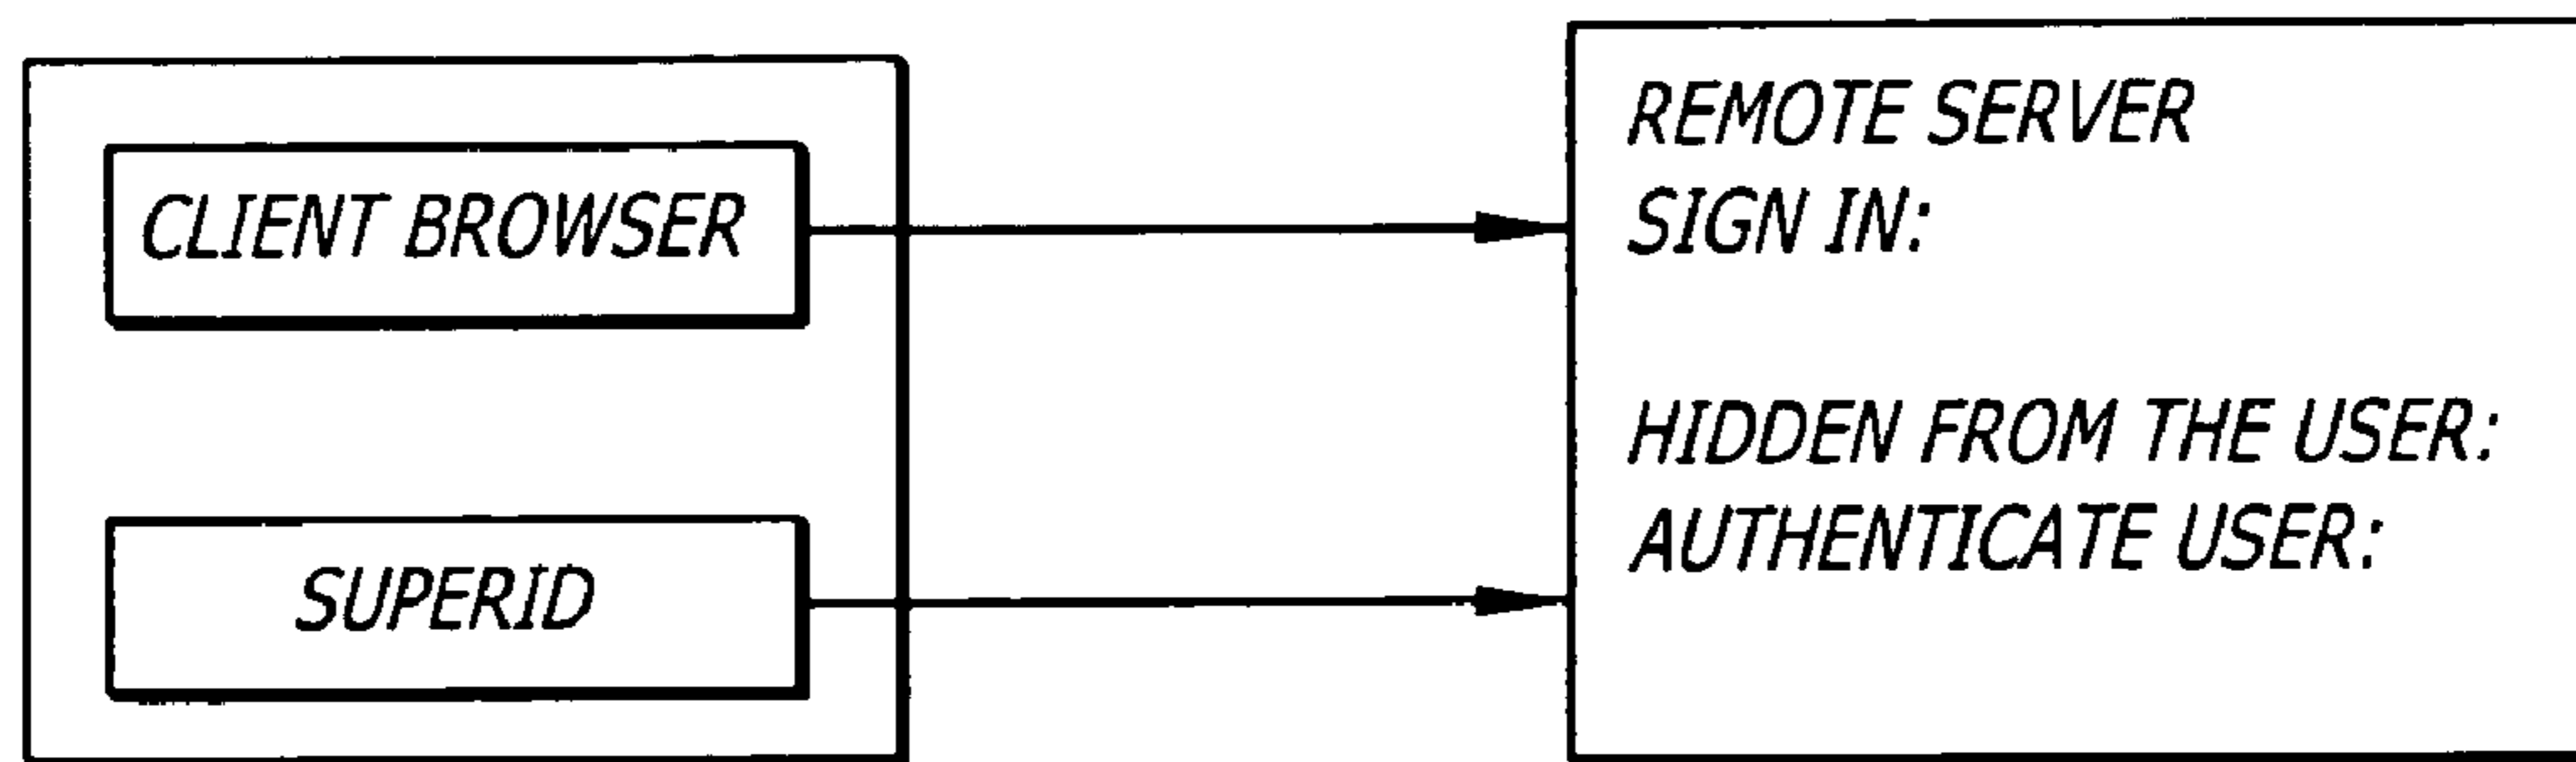 CLIENT BROWSER
SUPERID
REMOTE SERVER
SIGN IN:
HIDDEN FROM THE USER:
AUTHENTICATE USER: